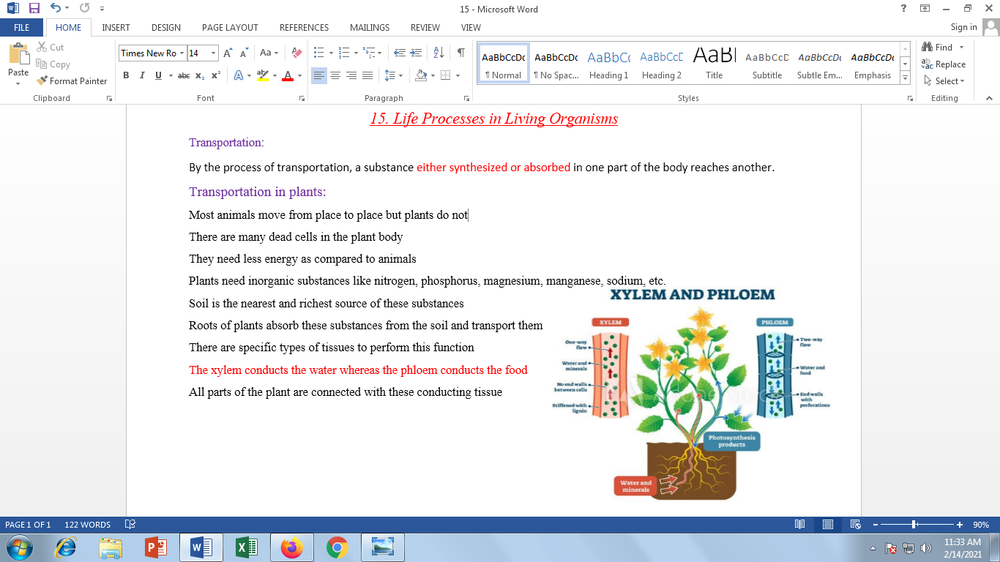 15 - Microsoft Word
FILE HOME INSERT DESIGN PAGE LAYOUT REFERENCES MAILINGS REVIEW VIEW Sign in
Paste
Cut
Copy
Format Painter
Clipboard
Times New Ro 14
Font
Paragraph
AaBbCcDc AaBbCcDc AaBbCc AaBbCcD AaBl AaBbCcD AaBbCcDc AaBbCcDc
¶ Normal ¶ No Spac... Heading 1 Heading 2 Title Subtitle Subtle Em... Emphasis
Styles
Find
Replace
Select
Editing
15. Life Processes in Living Organisms
Transportation:
By the process of transportation, a substance either synthesized or absorbed in one part of the body reaches another.
Transportation in plants:
Most animals move from place to place but plants do not
There are many dead cells in the plant body
They need less energy as compared to animals
Plants need inorganic substances like nitrogen, phosphorus, magnesium, manganese, sodium, etc.
Soil is the nearest and richest source of these substances
Roots of plants absorb these substances from the soil and transport them
There are specific types of tissues to perform this function
The xylem conducts the water whereas the phloem conducts the food
All parts of the plant are connected with these conducting tissue
XYLEM AND PHLOEM
XYLEM
One-way
flow
Water and
minerals
No end walls
between cells
Stiffened with
lignin
PHLOEM
Two-way
flow
Water and
food
End walls
with
perforations
Photosynthesis
products
Water and
minerals
PAGE 1 OF 1 122 WORDS 90%
11:33 AM
2/14/2021